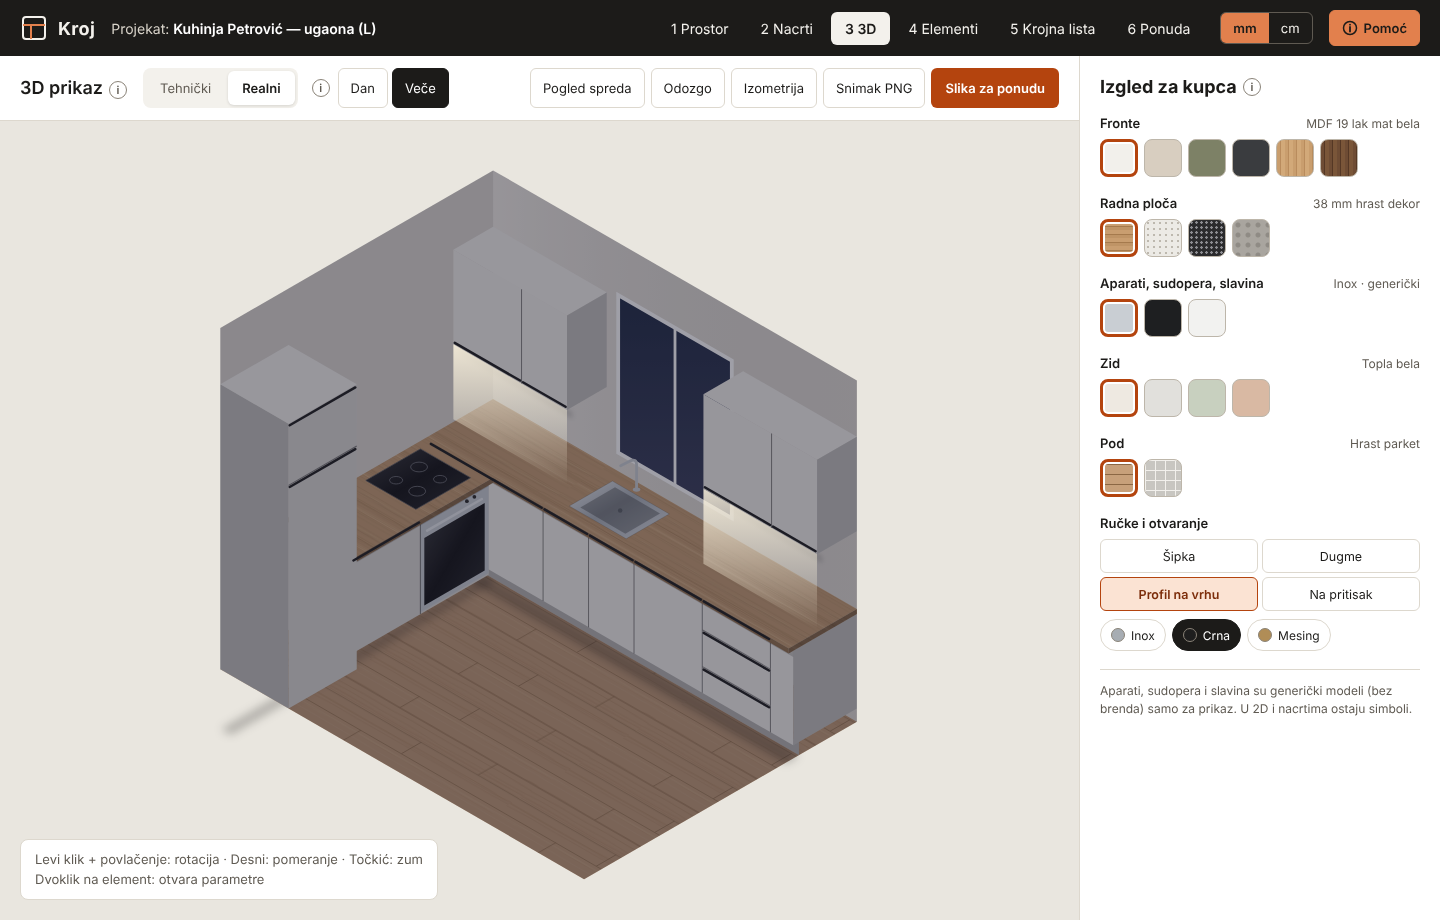 Kroj
Projekat: Kuhinja Petrović — ugaona (L)
1 Prostor
2 Nacrti
3 3D
4 Elementi
5 Krojna lista
6 Ponuda
mm
cm
Pomoć
3D prikaz
Tehnički
Realni
Dan
Veče
Pogled spreda
Odozgo
Izometrija
Snimak PNG
Slika za ponudu
Izgled za kupca
Fronte
MDF 19 lak mat bela
Radna ploča
38 mm hrast dekor
Aparati, sudopera, slavina
Inox · generički
Zid
Topla bela
Pod
Hrast parket
Ručke i otvaranje
Šipka
Dugme
Profil na vrhu
Na pritisak
Inox
Crna
Mesing
Aparati, sudopera i slavina su generički modeli (bez
brenda) samo za prikaz. U 2D i nacrtima ostaju simboli.
Levi klik + povlačenje: rotacija · Desni: pomeranje · Točkić: zum
Dvoklik na element: otvara parametre